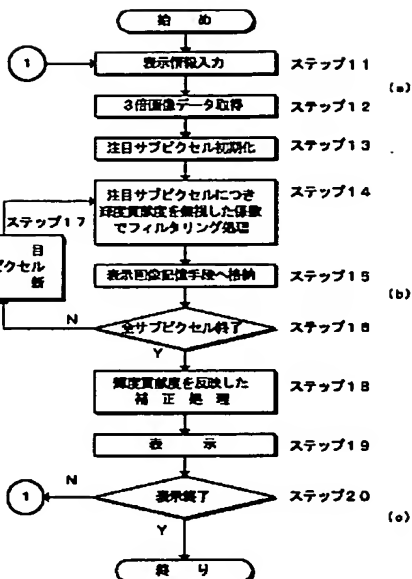 始 め
1
表示情報入力
ステップ11
(a)
3倍画像データ取得
ステップ12
注目サブピクセル初期化
ステップ13
ステップ17
注目サブピクセルにつき
輝度貢献度を無視した係数
でフィルタリング処理
ステップ14
目
ピクセル
新
表示画像記憶手段へ格納
ステップ15
(b)
N
全サブピクセル終了
ステップ16
Y
輝度貢献度を反映した
補 正 処 理
ステップ18
表 示
ステップ19
N
1
表示終了
ステップ20
(c)
Y
終 り